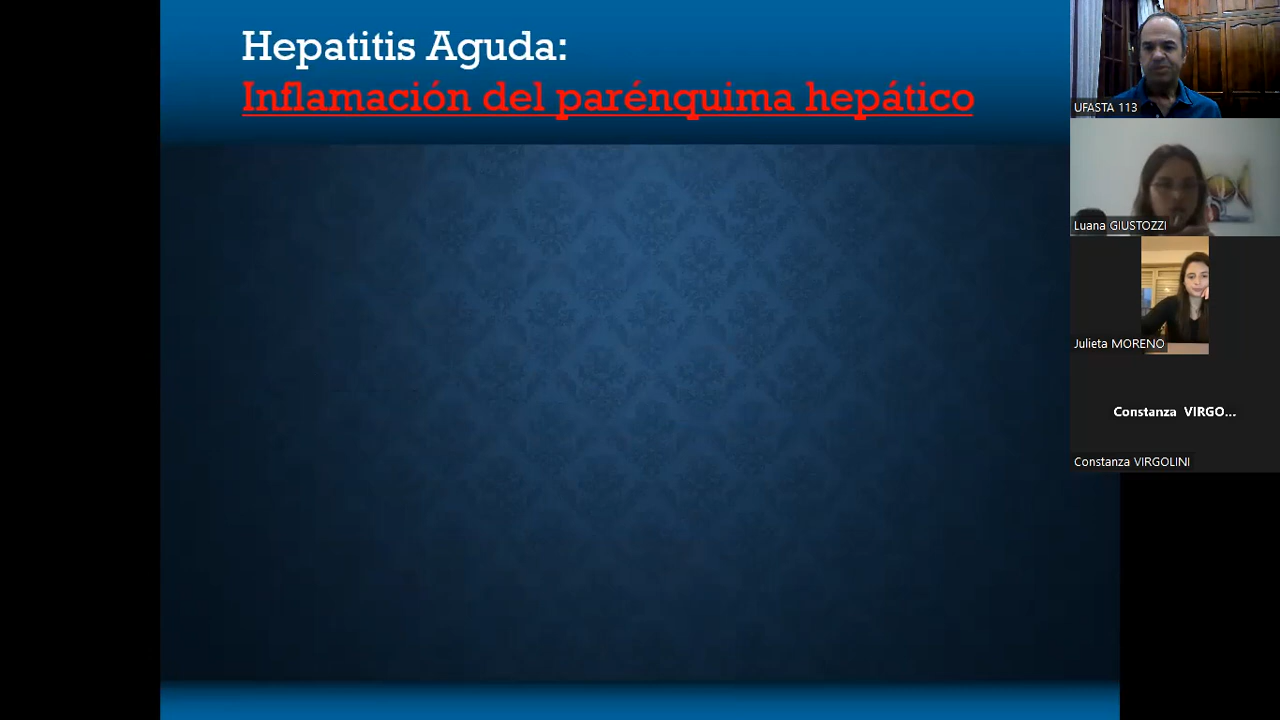 Hepatitis Aguda:
Inflamación del parénquima hepático
UFASTA 113
Luana GIUSTOZZI
Julieta MORENO
Constanza VIRGO...
Constanza VIRGOLINI